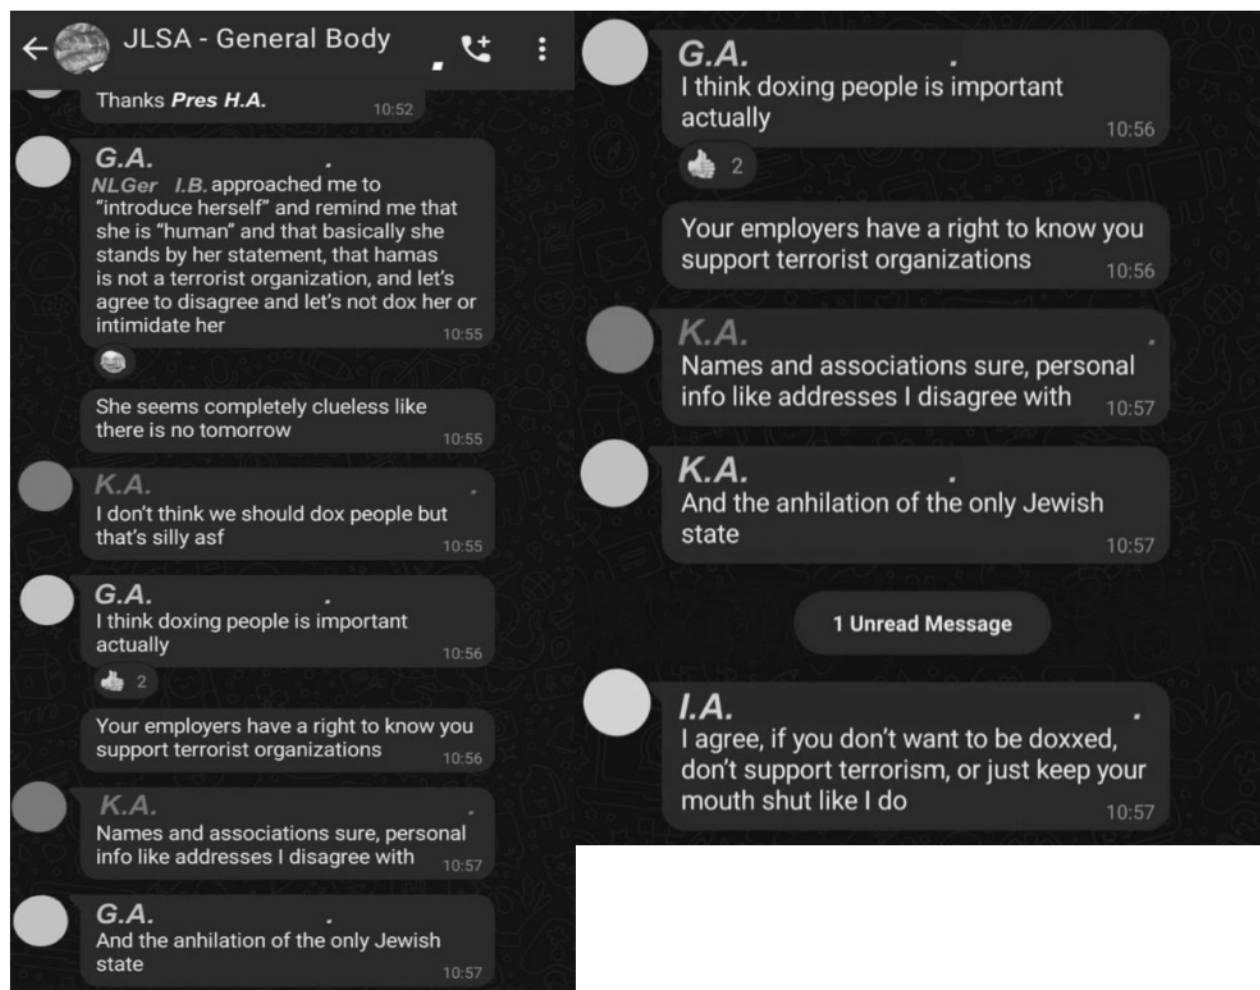 JLSA - General Body
Thanks Pres H.A.
10:52
G.A.
NLGer I.B. approached me to
“introduce herself” and remind me that
she is “human” and that basically she
stands by her statement, that hamas
is not a terrorist organization, and let’s
agree to disagree and let’s not dox her or
intimidate her
10:55
She seems completely clueless like
there is no tomorrow
10:55
K.A.
I don’t think we should dox people but
that’s silly asf
10:55
G.A.
I think doxing people is important
actually
10:56
2
Your employers have a right to know you
support terrorist organizations
10:56
K.A.
Names and associations sure, personal
info like addresses I disagree with
10:57
G.A.
And the anhilation of the only Jewish
state
10:57
G.A.
I think doxing people is important
actually
10:56
2
Your employers have a right to know you
support terrorist organizations
10:56
K.A.
Names and associations sure, personal
info like addresses I disagree with
10:57
K.A.
And the anhilation of the only Jewish
state
10:57
1 Unread Message
I.A.
I agree, if you don’t want to be doxxed,
don’t support terrorism, or just keep your
mouth shut like I do
10:57